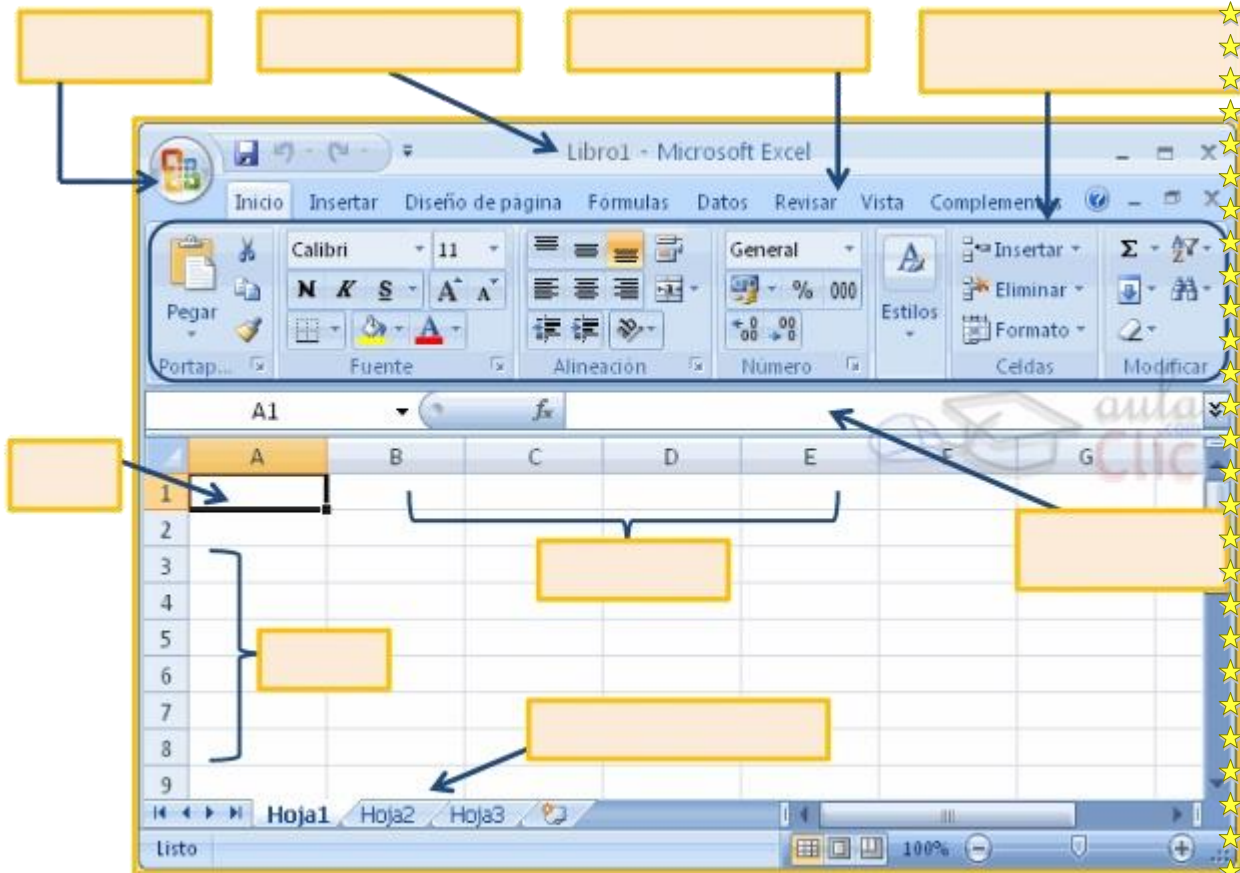 Libro1 - Microsoft Excel
Inicio Insertar Diseño de página Fórmulas Datos Revisar Vista Complementos
Calibri 11 General Insertar Σ
Pegar N K S A A % 000 Estilos Eliminar
A Formato
Portap... Fuente Alineación Número Celdas Modificar
A1 fx
aula
Clic
A B C D E F G
1
2
3
4
5
6
7
8
9
Hoja1 Hoja2 Hoja3
Listo 100%